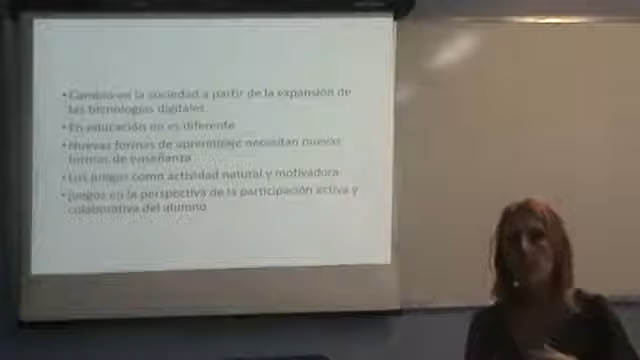 • Cambio en la sociedad a partir de la expansión de
las tecnologías digitales.
• En educación no es diferente
• Nuevas formas de aprendizaje necesitan nuevas
formas de enseñanza
• Los juegos como actividad natural y motivadora
• Juegos en la perspectiva de la participación activa y
colaborativa del alumno